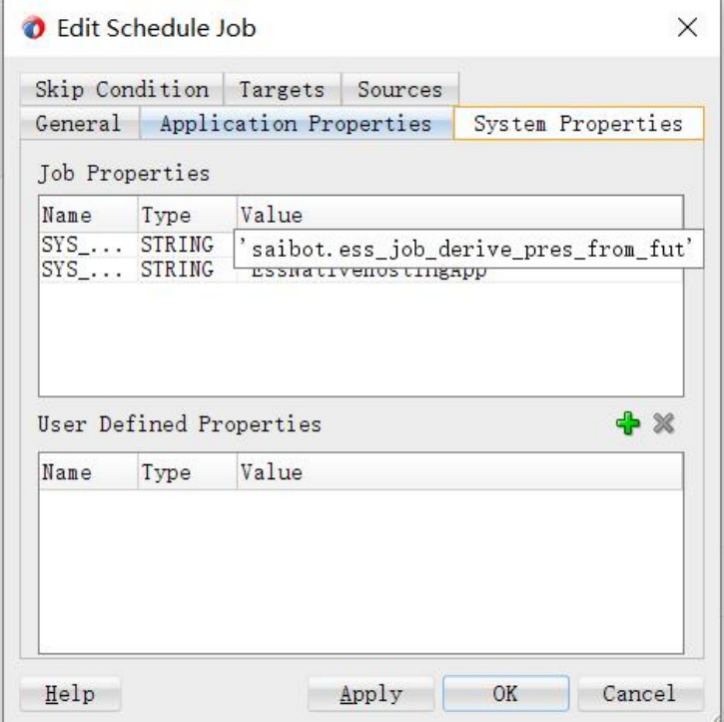 Edit Schedule Job
Skip Condition Targets Sources
General Application Properties System Properties
Job Properties
Name Type Value
SYS_... STRING 'saibot.ess_job_derive_pres_from_fut'
SYS_... STRING 'EssNativeHostingApp'
User Defined Properties
Name Type Value
Help Apply OK Cancel